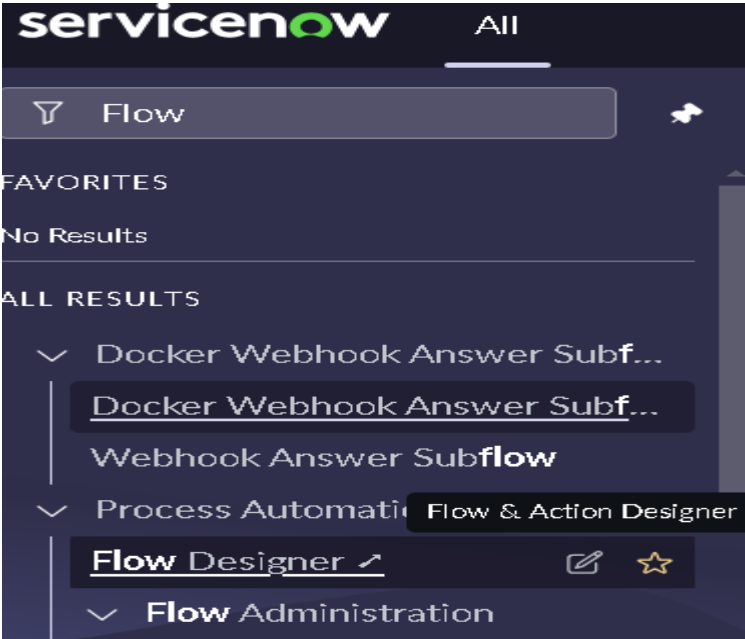 servicenow All
Flow
FAVORITES
No Results
ALL RESULTS
Docker Webhook Answer Subf...
Docker Webhook Answer Subf...
Webhook Answer Subflow
Process Automati
Flow & Action Designer
Flow Designer
Flow Administration